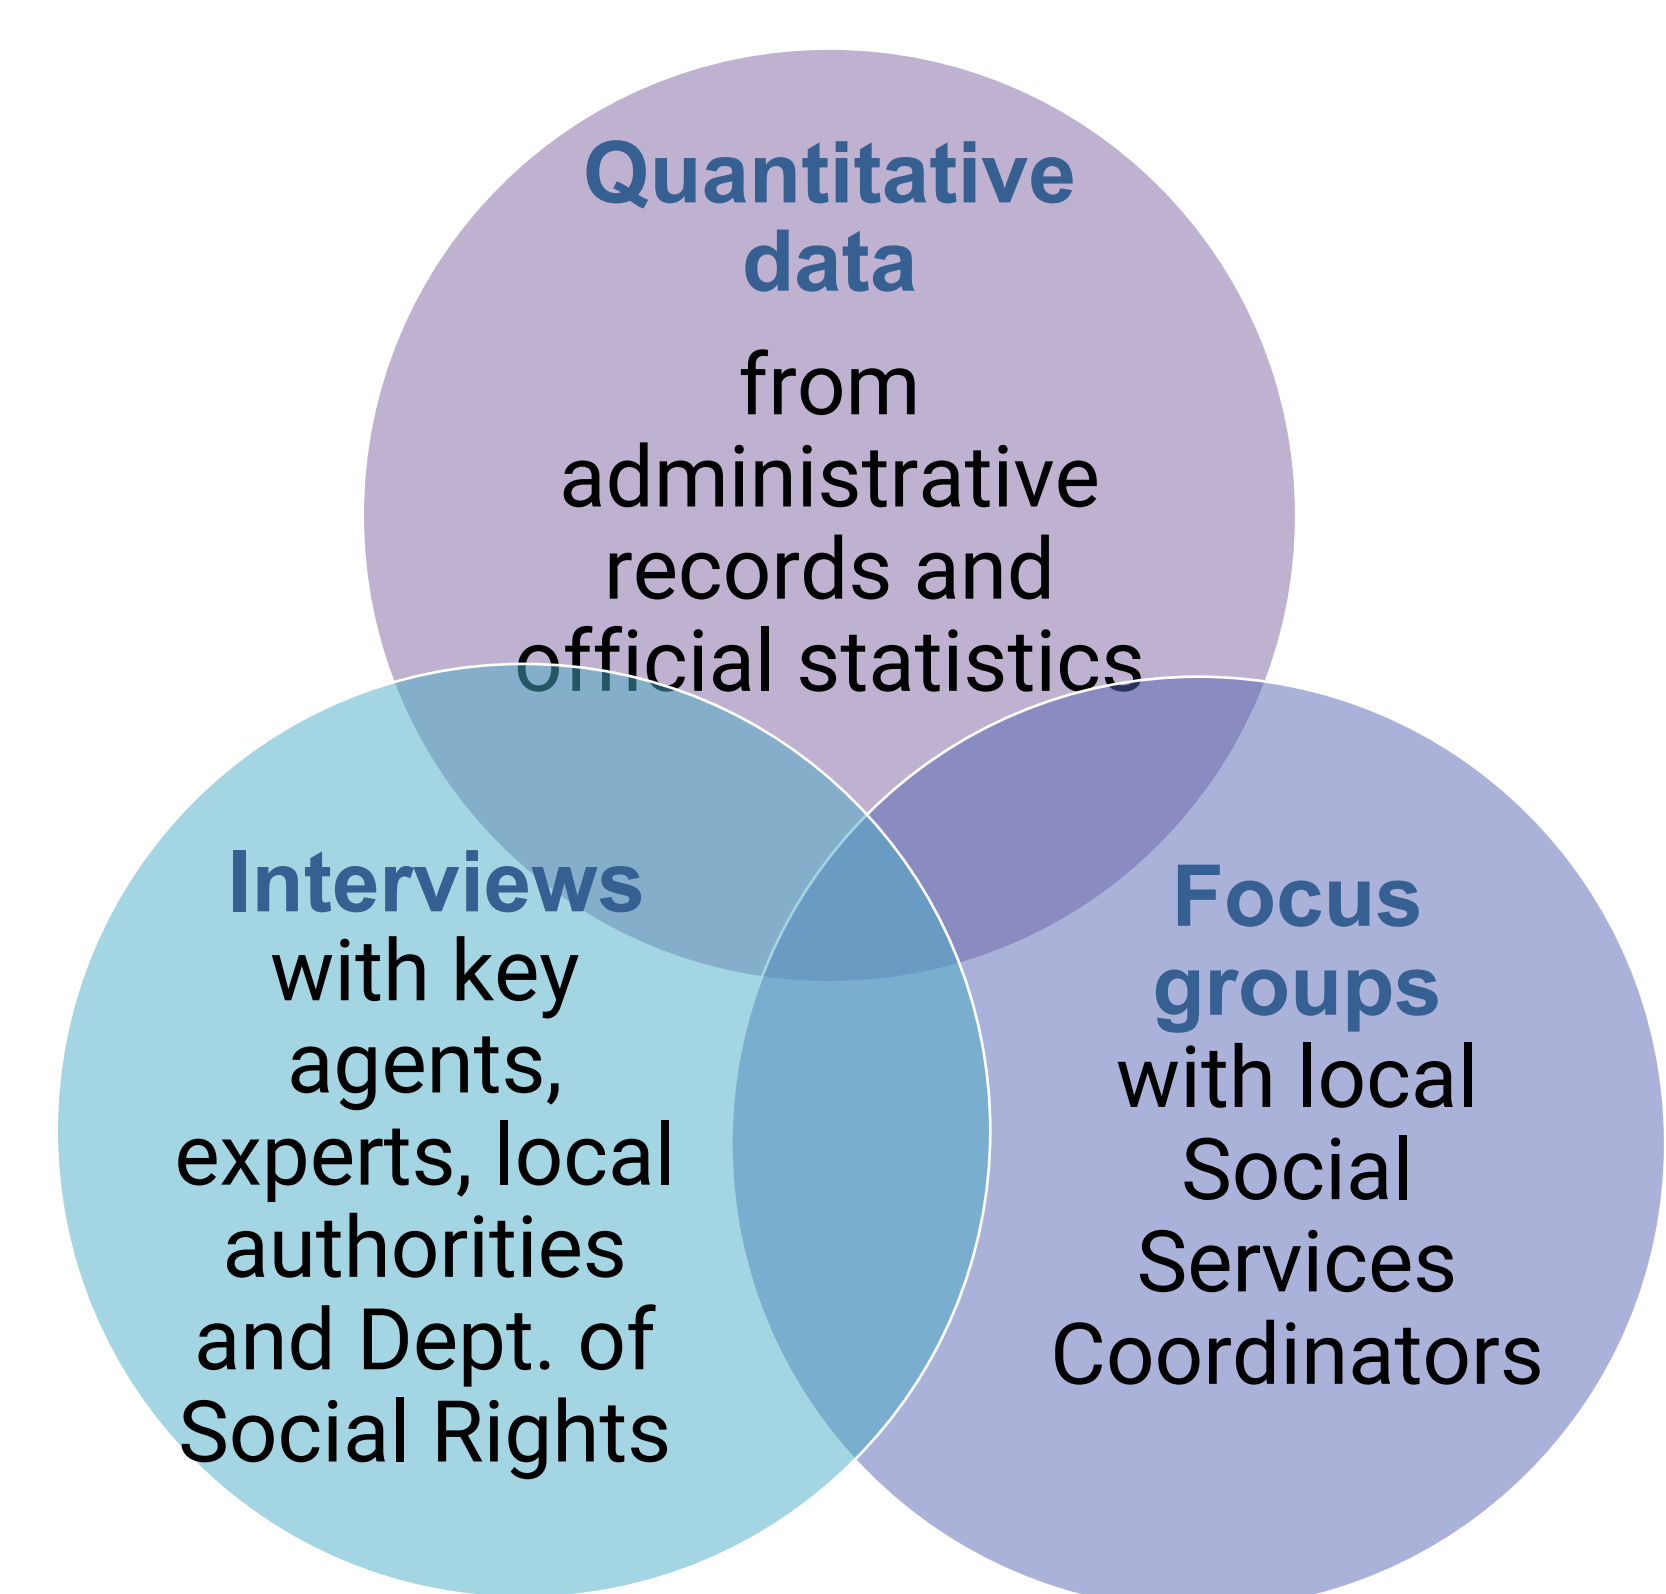 Quantitative
data
from
administrative
records and
official statistics
Interviews
with key
agents,
experts, local
authorities
and Dept. of
Social Rights
Focus
groups
with local
Social
Services
Coordinators